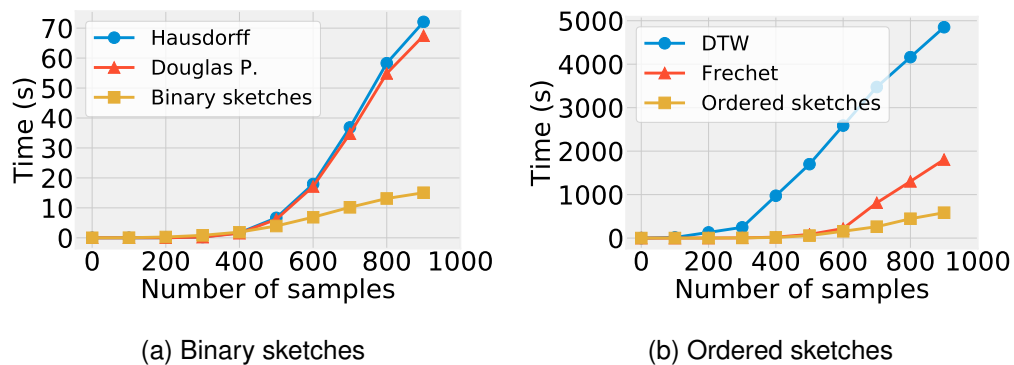 70
60
50
40
30
20
10
0
Time (s)
Hausdorff
Douglas P.
Binary sketches
0 200 400 600 800 1000
Number of samples
(a) Binary sketches
5000
4000
3000
2000
1000
0
Time (s)
DTW
Frechet
Ordered sketches
0 200 400 600 800 1000
Number of samples
(b) Ordered sketches